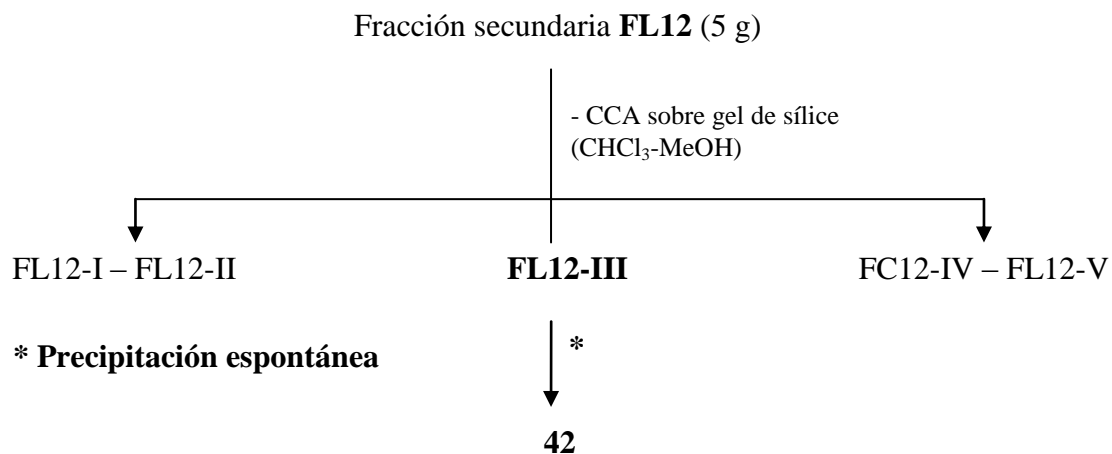 Fracción secundaria FL12 (5 g)
- CCA sobre gel de sílice
(CHCl₃-MeOH)
FL12-I – FL12-II
FL12-III
FC12-IV – FL12-V
* Precipitación espontánea
*
42